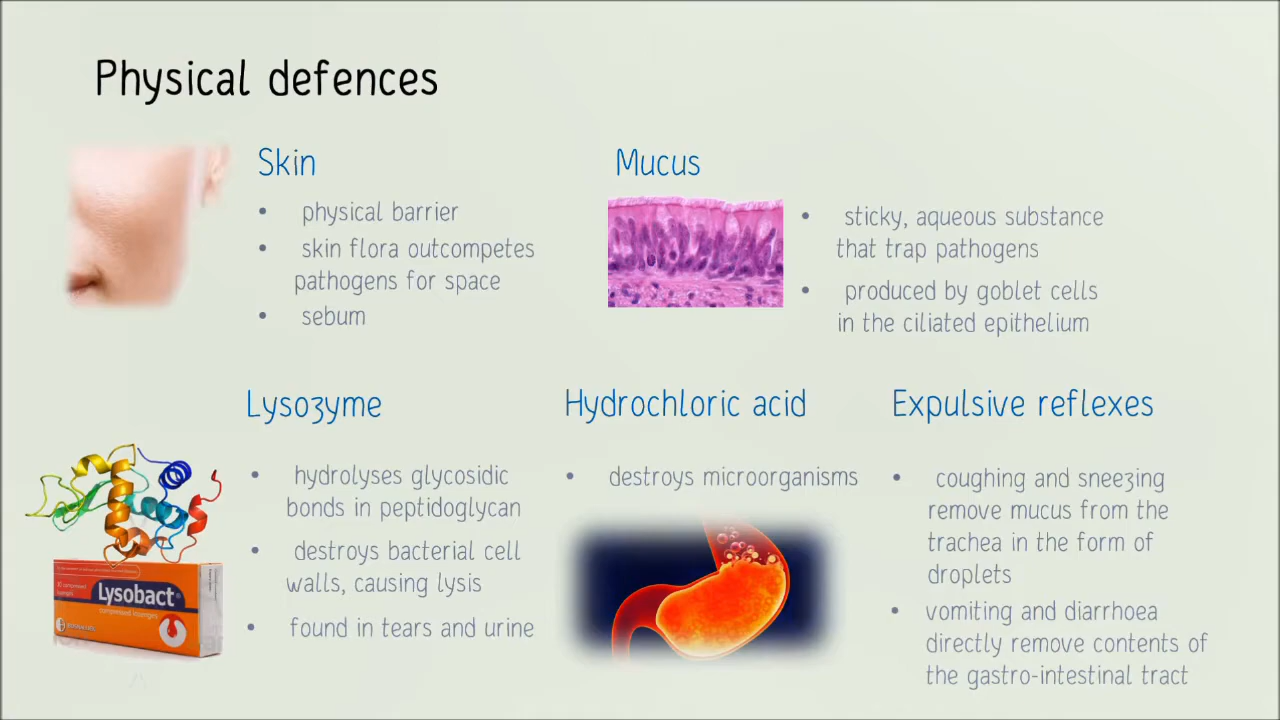 Physical defences
Skin
• physical barrier
• skin flora outcompetes
pathogens for space
• sebum
Mucus
• sticky, aqueous substance
that trap pathogens
• produced by goblet cells
in the ciliated epithelium
Lysozyme
• hydrolyses glycosidic
bonds in peptidoglycan
• destroys bacterial cell
walls, causing lysis
• found in tears and urine
Lysobact
compressed lozenges
Hydrochloric acid
• destroys microorganisms
Expulsive reflexes
• coughing and sneezing
remove mucus from the
trachea in the form of
droplets
• vomiting and diarrhoea
directly remove contents of
the gastro-intestinal tract